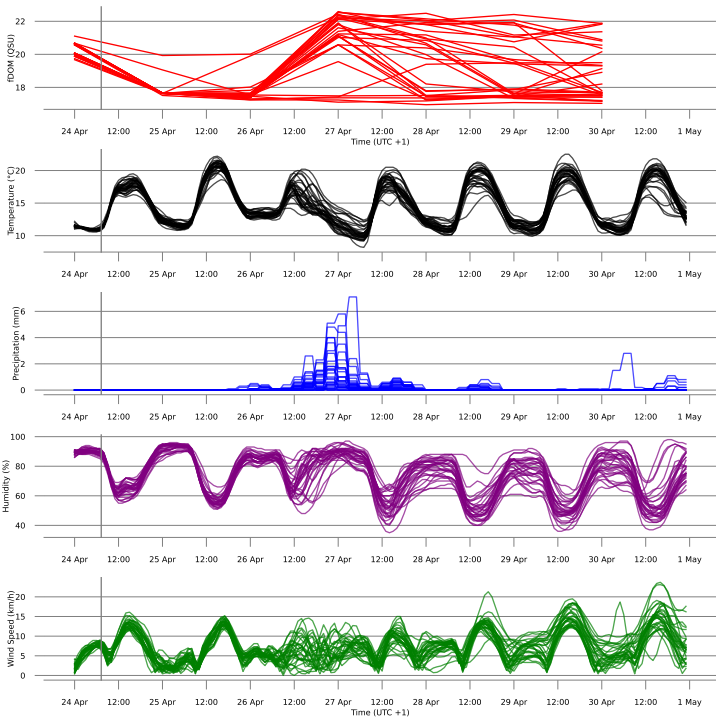 22
20
18
fDOM (QSU)
24 Apr 12:00 25 Apr 12:00 26 Apr 12:00 27 Apr 12:00 28 Apr 12:00 29 Apr 12:00 30 Apr 12:00 1 May
Time (UTC +1)
20
15
10
Temperature (°C)
24 Apr 12:00 25 Apr 12:00 26 Apr 12:00 27 Apr 12:00 28 Apr 12:00 29 Apr 12:00 30 Apr 12:00 1 May
6
4
2
0
Precipitation (mm)
24 Apr 12:00 25 Apr 12:00 26 Apr 12:00 27 Apr 12:00 28 Apr 12:00 29 Apr 12:00 30 Apr 12:00 1 May
100
80
60
40
Humidity (%)
24 Apr 12:00 25 Apr 12:00 26 Apr 12:00 27 Apr 12:00 28 Apr 12:00 29 Apr 12:00 30 Apr 12:00 1 May
20
15
10
5
0
Wind Speed (km/h)
24 Apr 12:00 25 Apr 12:00 26 Apr 12:00 27 Apr 12:00 28 Apr 12:00 29 Apr 12:00 30 Apr 12:00 1 May
Time (UTC +1)